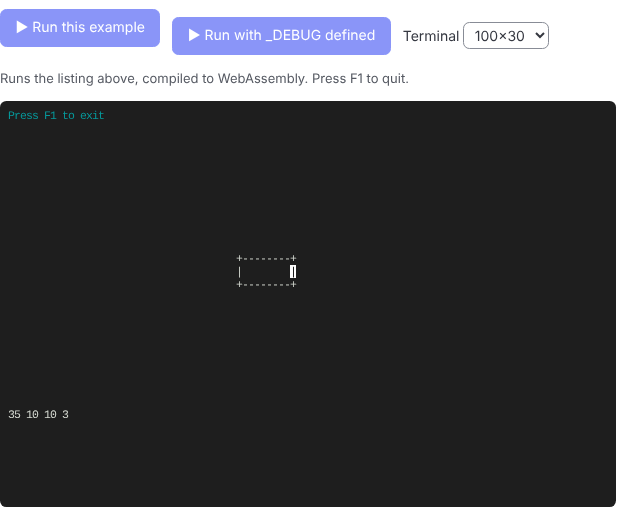 ▶ Run this example
▶ Run with _DEBUG defined
Terminal 100×30
Runs the listing above, compiled to WebAssembly. Press F1 to quit.
Press F1 to exit
+--------+
|        |
+--------+
35 10 10 3